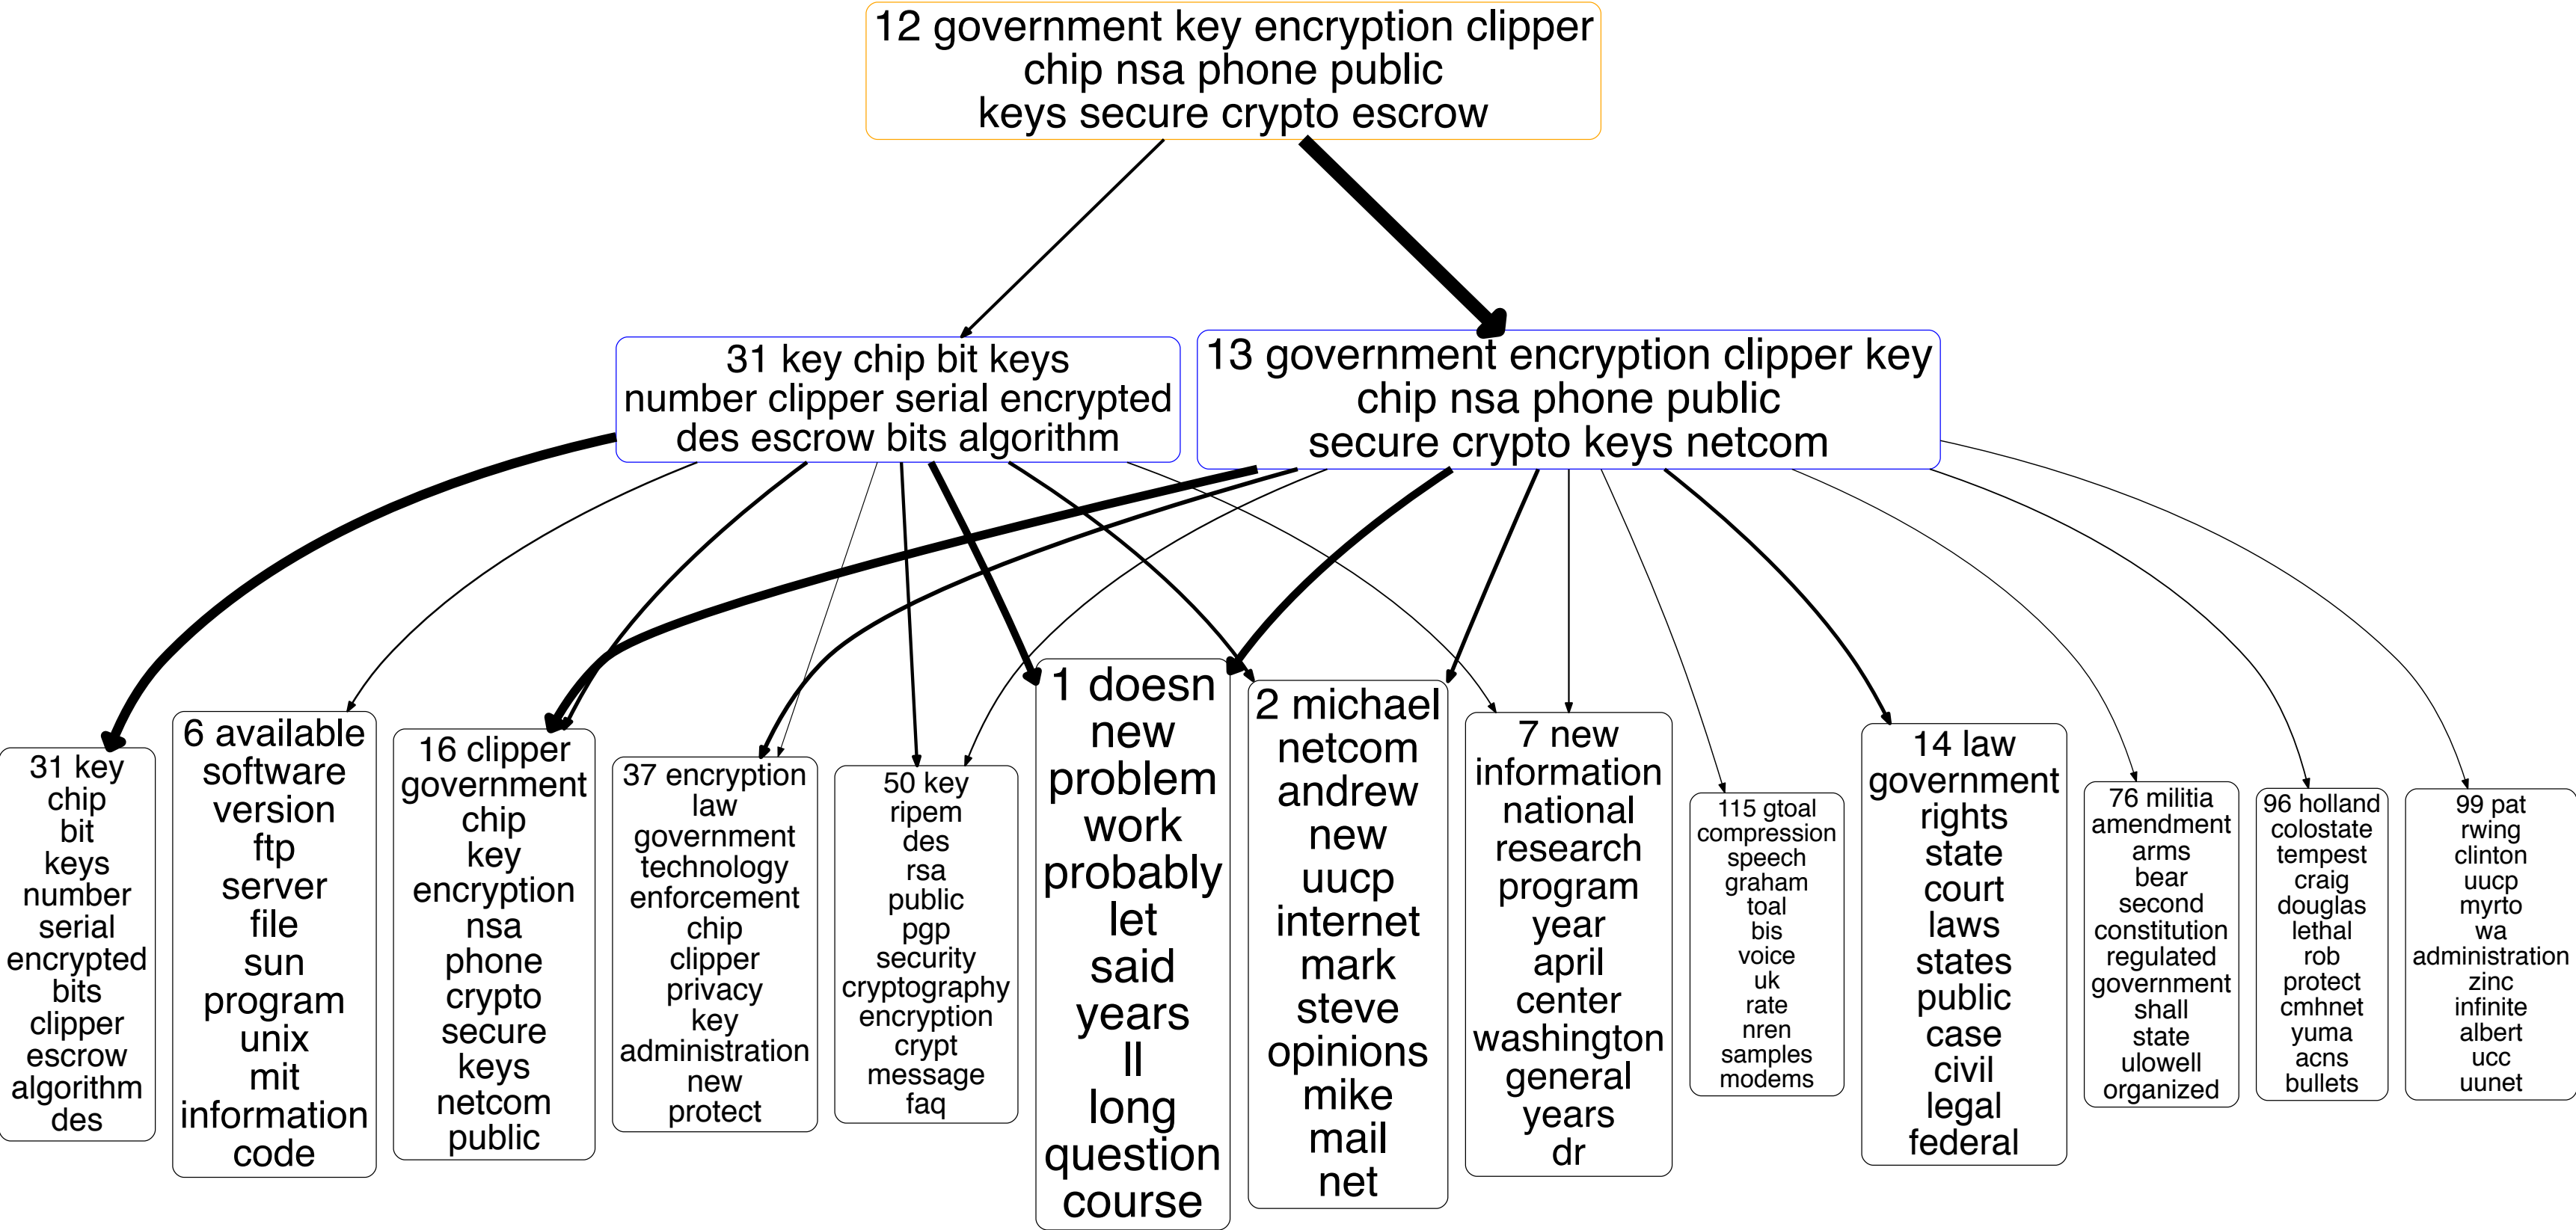 12 government key encryption clipper
chip nsa phone public
keys secure crypto escrow
31 key chip bit keys
number clipper serial encrypted
des escrow bits algorithm
13 government encryption clipper key
chip nsa phone public
secure crypto keys netcom
31 key
chip
bit
keys
number
serial
encrypted
bits
clipper
escrow
algorithm
des
6 available
software
version
ftp
server
file
sun
program
unix
mit
information
code
16 clipper
government
chip
key
encryption
nsa
phone
crypto
secure
keys
netcom
public
37 encryption
law
government
technology
enforcement
chip
clipper
privacy
key
administration
new
protect
50 key
ripem
des
rsa
public
pgp
security
cryptography
encryption
crypt
message
faq
1 doesn
new
problem
work
probably
let
said
years
ll
long
question
course
2 michael
netcom
andrew
new
uucp
internet
mark
steve
opinions
mike
mail
net
7 new
information
national
research
program
year
april
center
washington
general
years
dr
115 gtoal
compression
speech
graham
toal
bis
voice
uk
rate
nren
samples
modems
14 law
government
rights
state
court
laws
states
public
case
civil
legal
federal
76 militia
amendment
arms
bear
second
constitution
regulated
government
shall
state
ulowell
organized
96 holland
colostate
tempest
craig
douglas
lethal
rob
protect
cmhnet
yuma
acns
bullets
99 pat
rwing
clinton
uucp
myrto
wa
administration
zinc
infinite
albert
ucc
uunet